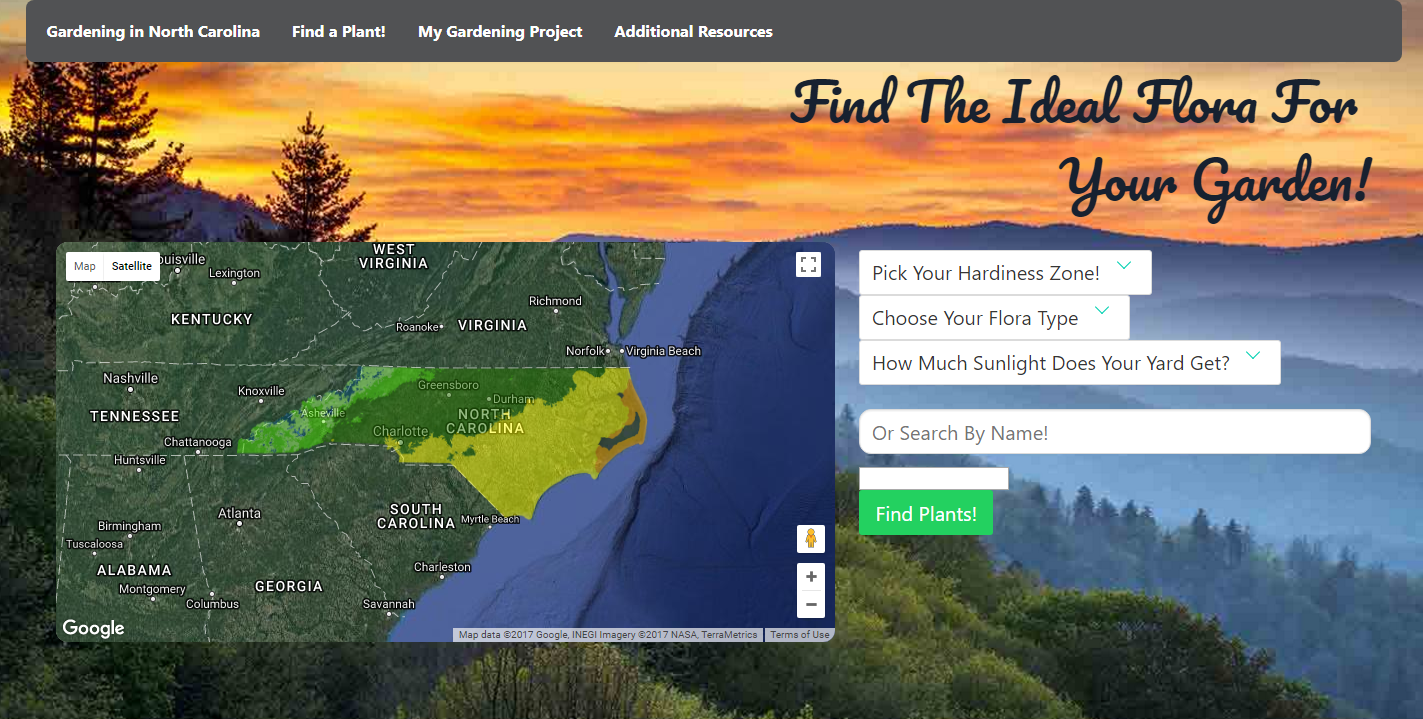 Gardening in North Carolina
Find a Plant!
My Gardening Project
Additional Resources
Find The Ideal Flora For
Your Garden!
Map
Satellite
WEST
VIRGINIA
Lexington
Richmond
KENTUCKY
Roanoke
VIRGINIA
Norfolk
Virginia Beach
Nashville
Knoxville
Greensboro
Durham
TENNESSEE
Asheville
NORTH
CAROLINA
Charlotte
Chattanooga
Huntsville
Atlanta
SOUTH
CAROLINA
Myrtle Beach
Birmingham
Tuscaloosa
ALABAMA
Charleston
Montgomery
GEORGIA
Columbus
Savannah
Google
Map data ©2017 Google, INEGI Imagery ©2017 NASA, TerraMetrics
Terms of Use
Pick Your Hardiness Zone!
Choose Your Flora Type
How Much Sunlight Does Your Yard Get?
Or Search By Name!
Find Plants!